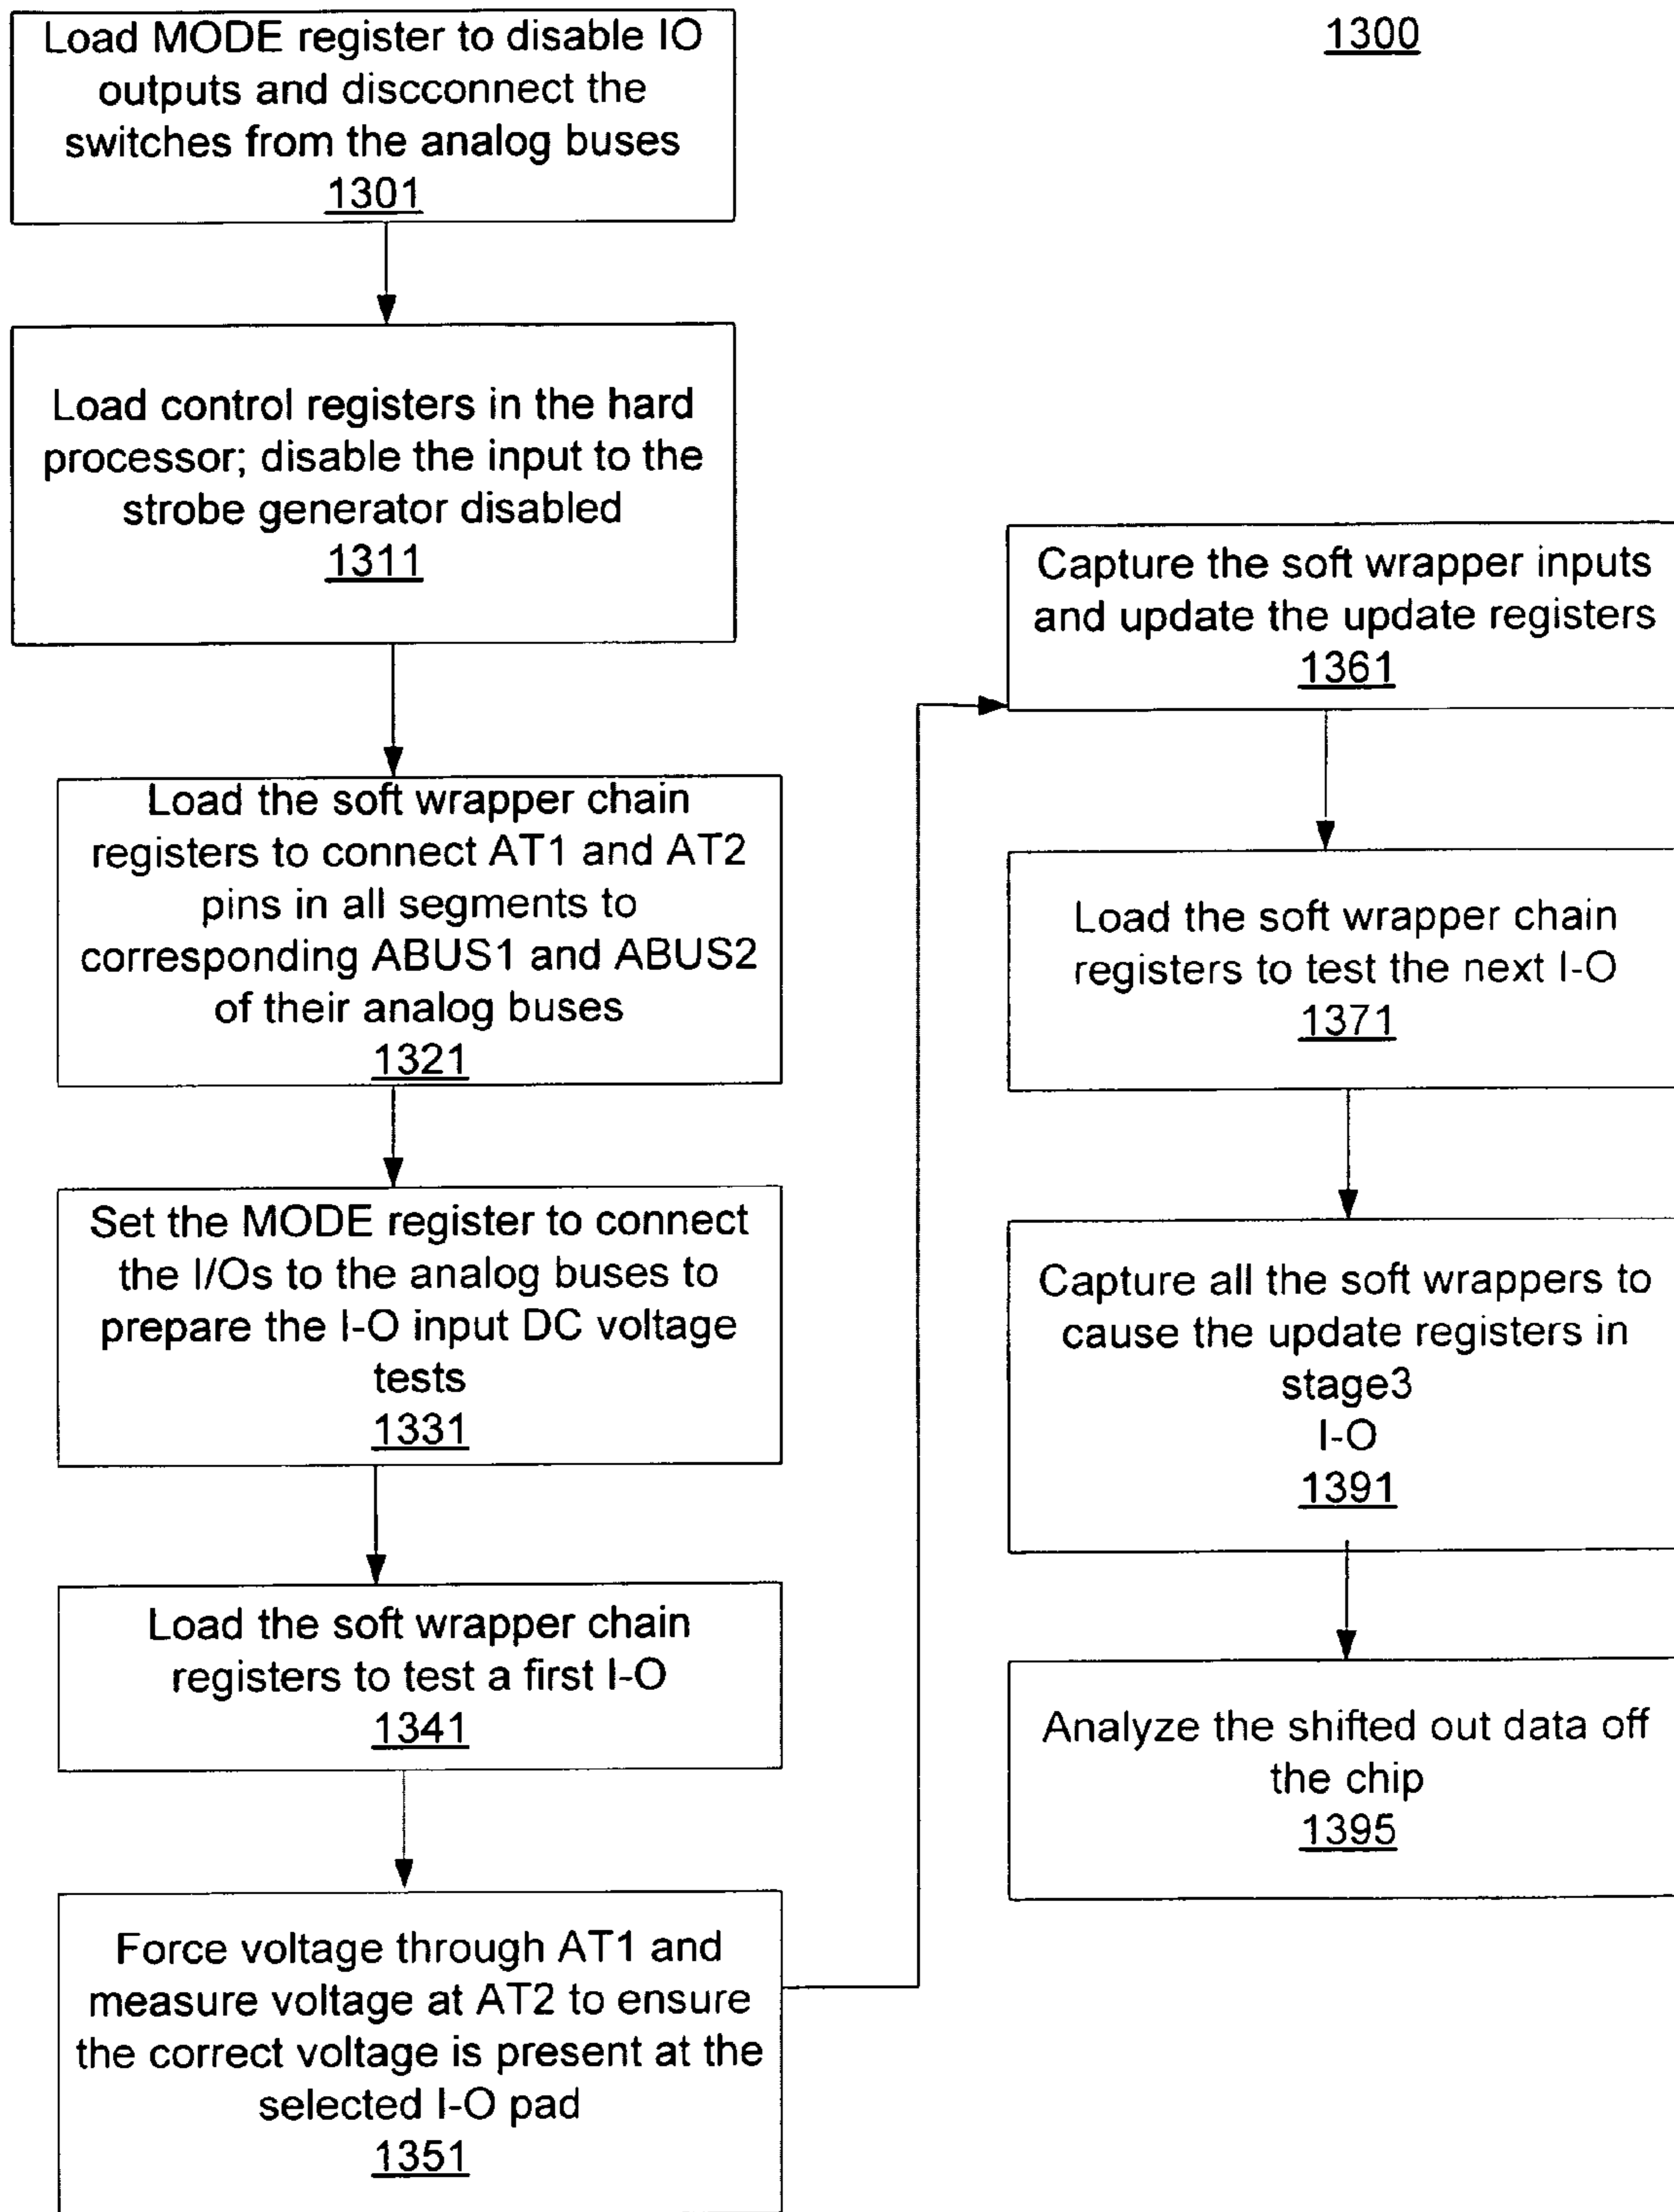 1300
Load MODE register to disable IO
outputs and discconnect the
switches from the analog buses
1301
Load control registers in the hard
processor; disable the input to the
strobe generator disabled
1311
Load the soft wrapper chain
registers to connect AT1 and AT2
pins in all segments to
corresponding ABUS1 and ABUS2
of their analog buses
1321
Set the MODE register to connect
the I/Os to the analog buses to
prepare the I-O input DC voltage
tests
1331
Load the soft wrapper chain
registers to test a first I-O
1341
Force voltage through AT1 and
measure voltage at AT2 to ensure
the correct voltage is present at the
selected I-O pad
1351
Capture the soft wrapper inputs
and update the update registers
1361
Load the soft wrapper chain
registers to test the next I-O
1371
Capture all the soft wrappers to
cause the update registers in
stage3
I-O
1391
Analyze the shifted out data off
the chip
1395